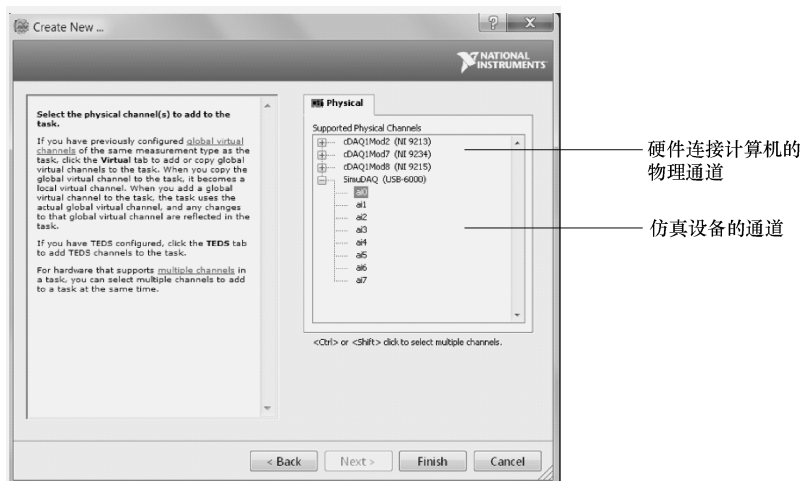 Create New ...
NATIONAL
INSTRUMENTS
Select the physical channel(s) to add to the
task.
If you have previously configured global virtual
channels of the same measurement type as the
task, click the Virtual tab to add or copy global
virtual channels to the task. When you copy the
global virtual channel to the task, it becomes a
local virtual channel. When you add a global
virtual channel to the task, the task uses the
actual global virtual channel, and any changes
to that global virtual channel are reflected in the
task.
If you have TEDS configured, click the TEDS tab
to add TEDS channels to the task.
For hardware that supports multiple channels in
a task, you can select multiple channels to add
to a task at the same time.
Physical
Supported Physical Channels
cDAQ1Mod2 (NI 9213)
cDAQ1Mod7 (NI 9234)
cDAQ1Mod8 (NI 9215)
SimuDAQ (USB-6000)
ai0
ai1
ai2
ai3
ai4
ai5
ai6
ai7
<Ctrl> or <Shift> click to select multiple channels.
硬件连接计算机的
物理通道
仿真设备的通道
< Back
Next >
Finish
Cancel